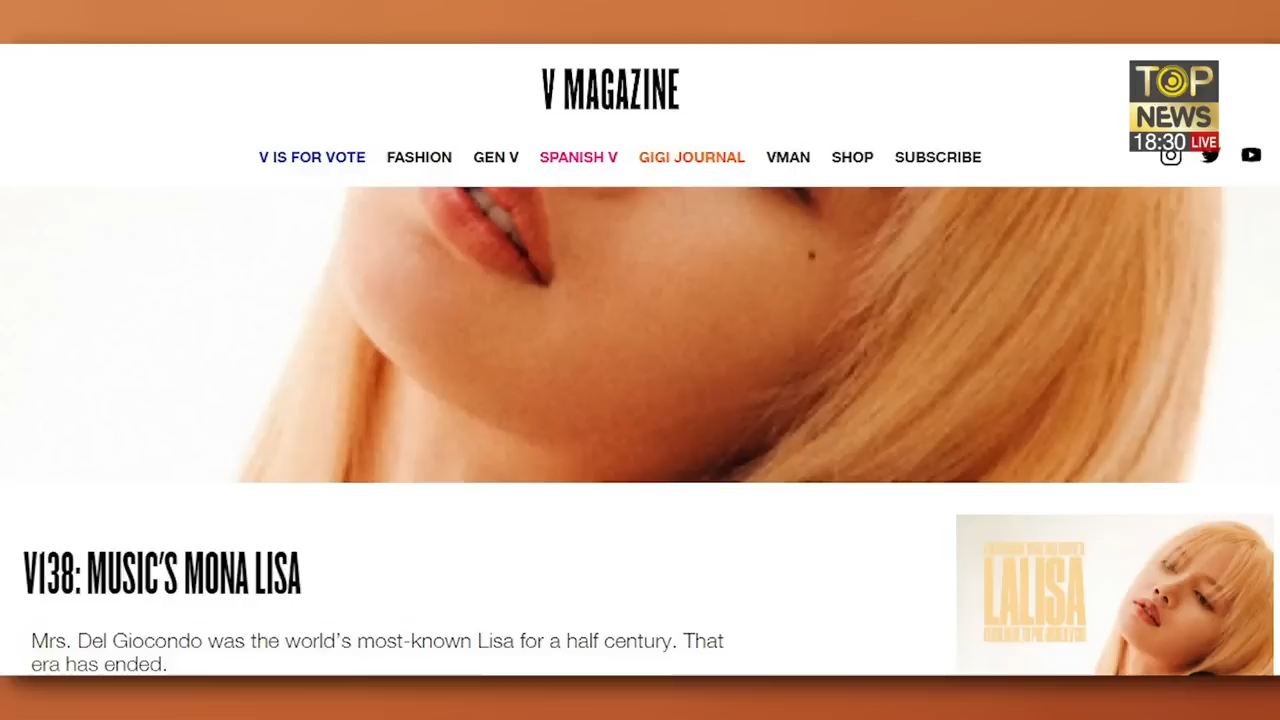 V MAGAZINE
TOP
NEWS
18:30 LIVE
V IS FOR VOTE FASHION GEN V SPANISH V GIGI JOURNAL VMAN SHOP SUBSCRIBE
V138: MUSIC'S MONA LISA
LALISA
Mrs. Del Giocondo was the world's most-known Lisa for a half century. That
era has ended.